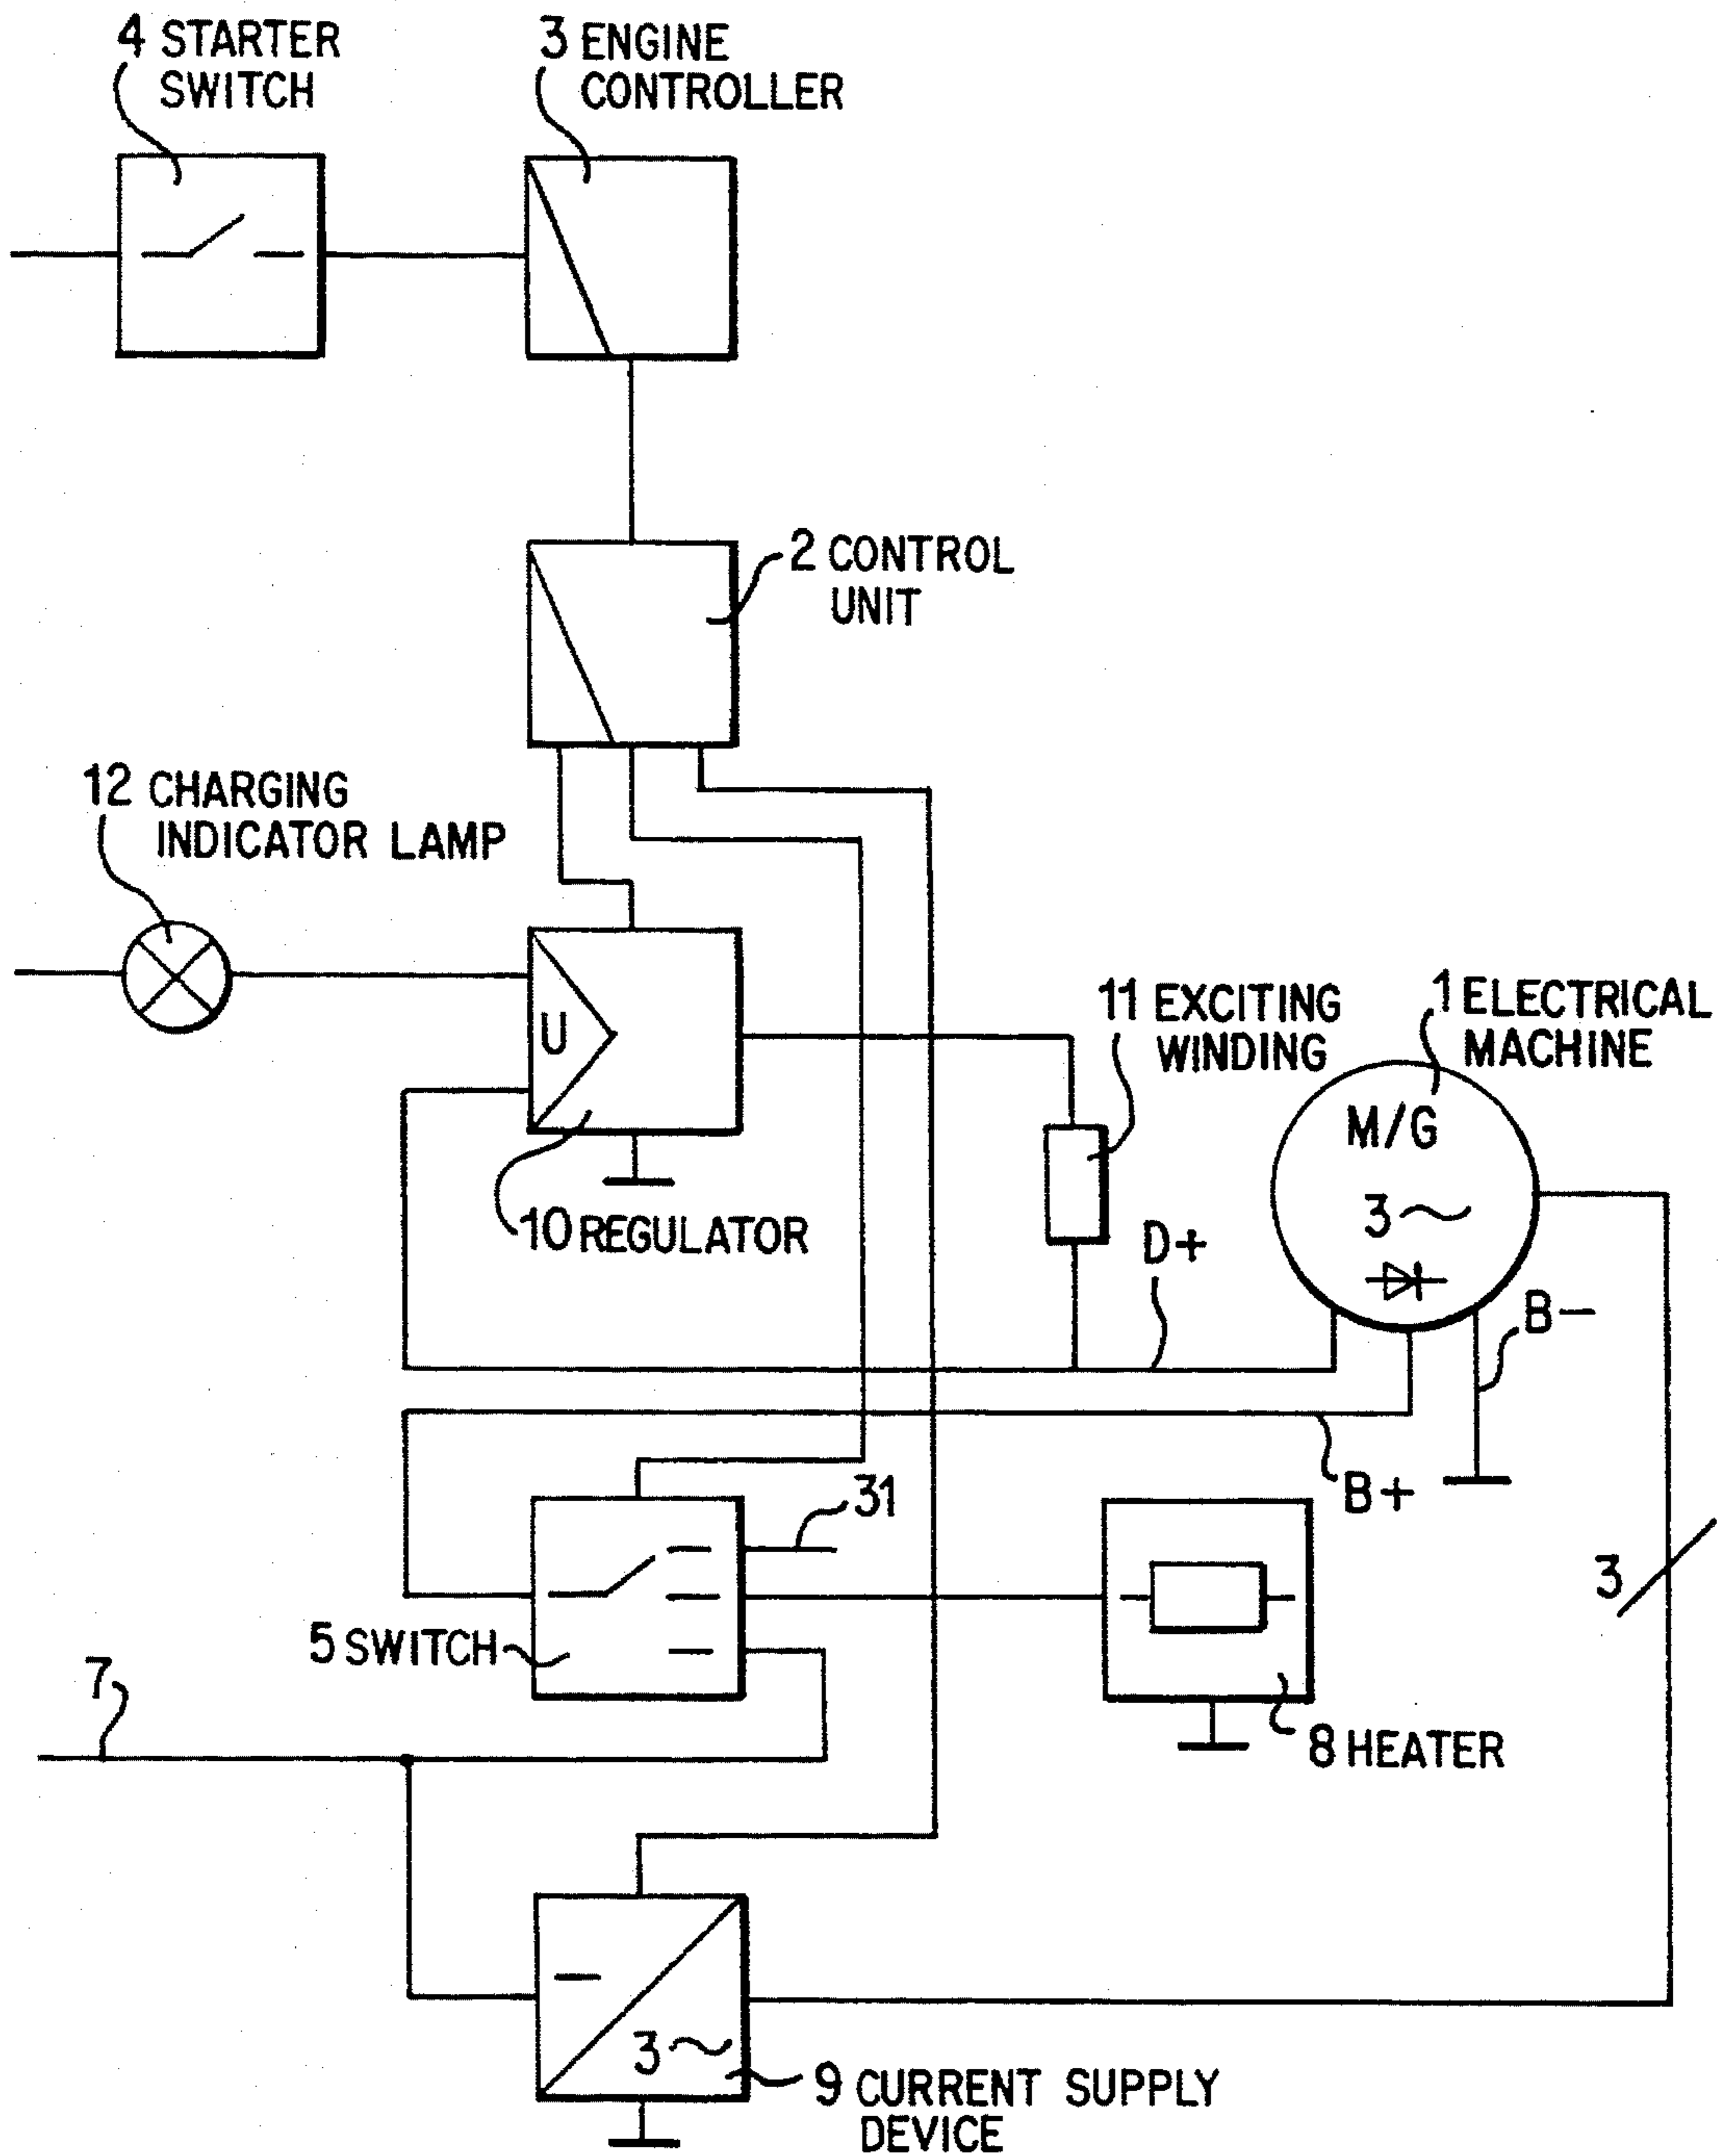 4 STARTER
SWITCH
3 ENGINE
CONTROLLER
2 CONTROL
UNIT
12 CHARGING
INDICATOR LAMP
U
10 REGULATOR
11 EXCITING
WINDING
1 ELECTRICAL
MACHINE
M/G
3~
D+
B-
B+
31
3
5 SWITCH
7
8 HEATER
3~
9 CURRENT SUPPLY
DEVICE